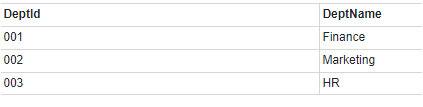 DeptId DeptName
001 Finance
002 Marketing
003 HR